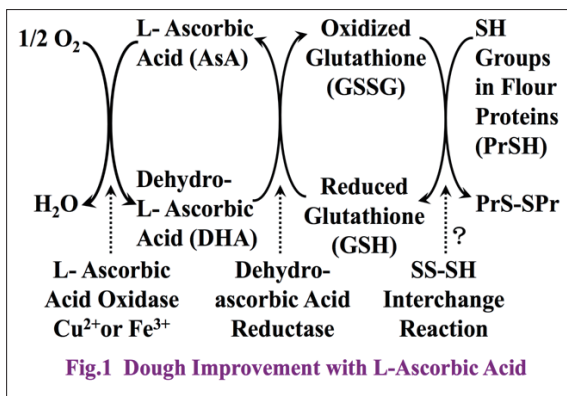 1/2 O₂
L- Ascorbic
Acid (AsA)
Oxidized
Glutathione
(GSSG)
SH
Groups
in Flour
Proteins
(PrSH)
H₂O
Dehydro-
L- Ascorbic
Acid (DHA)
Reduced
Glutathione
(GSH)
PrS-SPr
?
L- Ascorbic
Acid Oxidase
Cu²⁺or Fe³⁺
Dehydro-
ascorbic Acid
Reductase
SS-SH
Interchange
Reaction
Fig.1 Dough Improvement with L-Ascorbic Acid